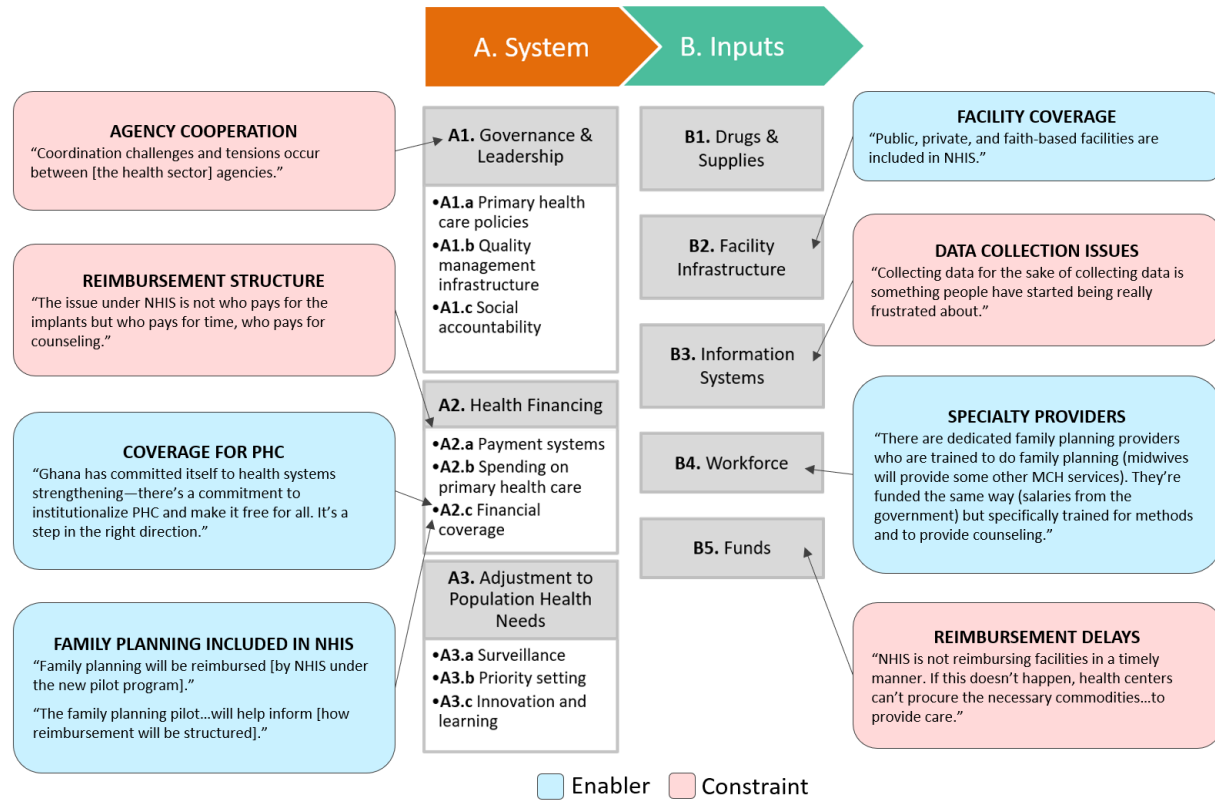 A. System
B. Inputs
AGENCY COOPERATION
“Coordination challenges and tensions occur
between [the health sector] agencies.”
REIMBURSEMENT STRUCTURE
“The issue under NHIS is not who pays for the
implants but who pays for time, who pays for
counseling.”
COVERAGE FOR PHC
“Ghana has committed itself to health systems
strengthening—there’s a commitment to
institutionalize PHC and make it free for all. It’s a
step in the right direction.”
FAMILY PLANNING INCLUDED IN NHIS
“Family planning will be reimbursed [by NHIS under
the new pilot program].”
“The family planning pilot…will help inform [how
reimbursement will be structured].”
A1. Governance &
Leadership
•A1.a Primary health
care policies
•A1.b Quality
management
infrastructure
•A1.c Social
accountability
A2. Health Financing
•A2.a Payment systems
•A2.b Spending on
primary health care
•A2.c Financial
coverage
A3. Adjustment to
Population Health
Needs
•A3.a Surveillance
•A3.b Priority setting
•A3.c Innovation and
learning
B1. Drugs &
Supplies
B2. Facility
Infrastructure
B3. Information
Systems
B4. Workforce
B5. Funds
FACILITY COVERAGE
“Public, private, and faith-based facilities are
included in NHIS.”
DATA COLLECTION ISSUES
“Collecting data for the sake of collecting data is
something people have started being really
frustrated about.”
SPECIALTY PROVIDERS
“There are dedicated family planning providers
who are trained to do family planning (midwives
will provide some other MCH services). They’re
funded the same way (salaries from the
government) but specifically trained for methods
and to provide counseling.”
REIMBURSEMENT DELAYS
“NHIS is not reimbursing facilities in a timely
manner. If this doesn’t happen, health centers
can’t procure the necessary commodities…to
provide care.”
Enabler
Constraint